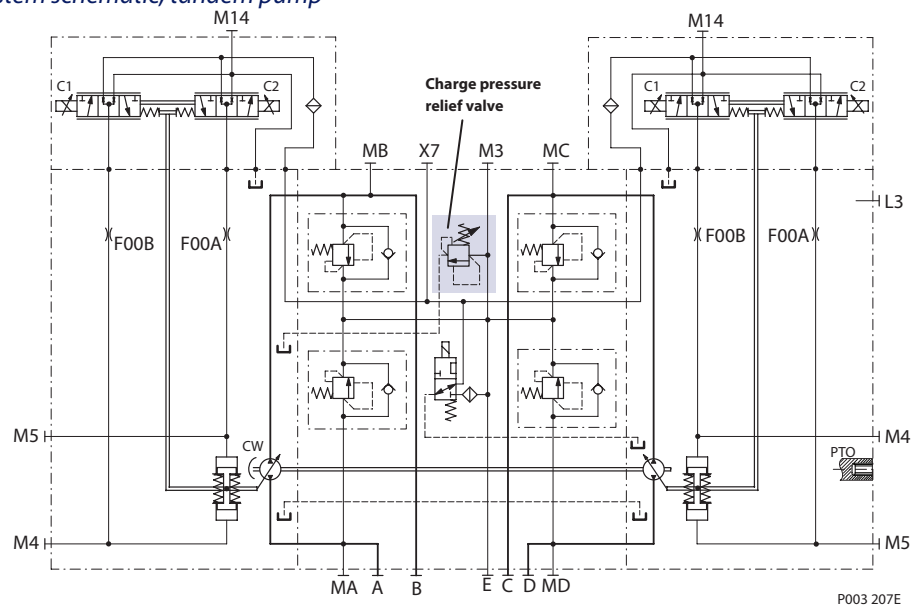 System schematic, tandem pump
M14
M14
C1
C2
C1
C2
Charge pressure
relief valve
MB
X7
M3
MC
L3
F00B
F00A
F00B
F00A
M5
M4
CW
PTO
M4
M5
MA
A
B
E
C
D
MD
P003 207E